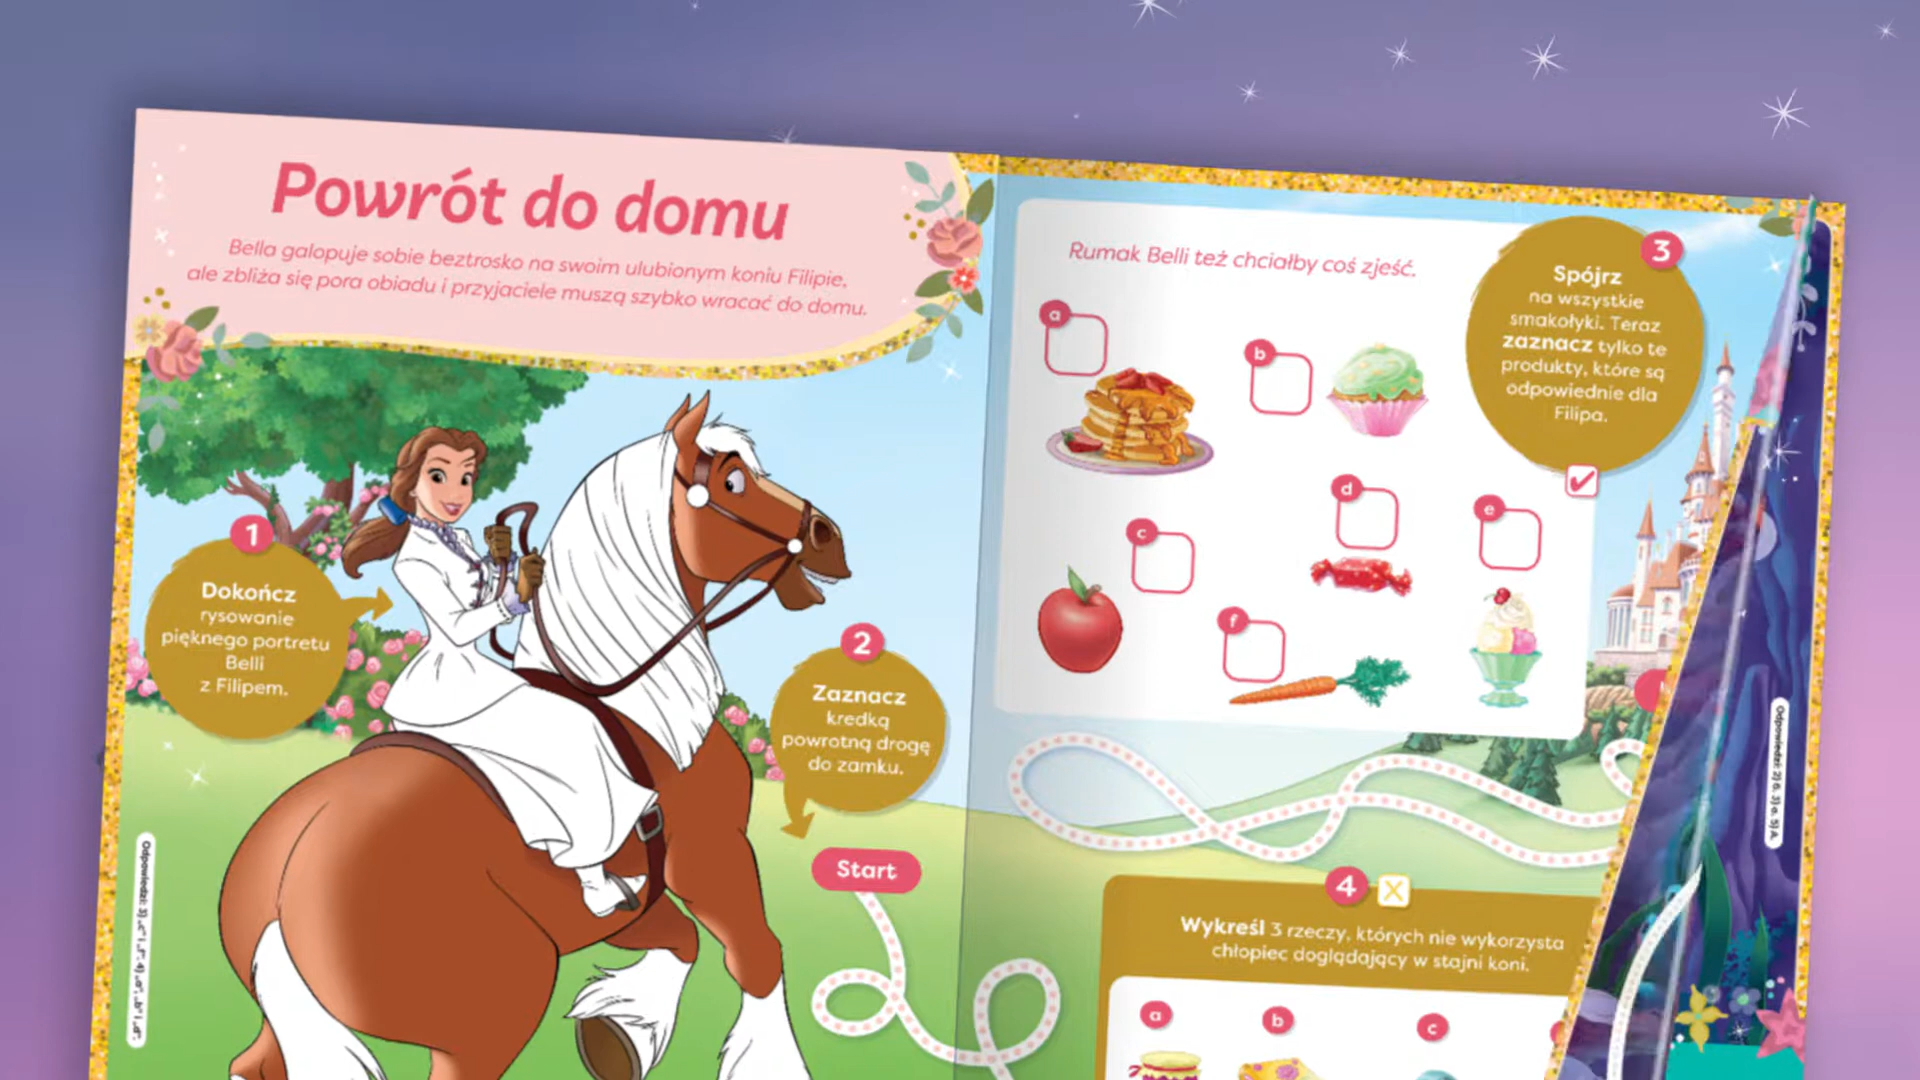 Powrót do domu
Bella galopuje sobie beztrosko na swoim ulubionym koniu Filipie,
ale zbliża się pora obiadu i przyjaciele muszą szybko wracać do domu.
1
Dokończ
rysowanie
pięknego portretu
Belli
z Filipem.
2
Zaznacz
kredką
powrotną drogę
do zamku.
Start
Rumak Belli też chciałby coś zjeść.
3
Spójrz
na wszystkie
smakołyki. Teraz
zaznacz tylko te
produkty, które są
odpowiednie dla
Filipa.
a
b
c
d
e
f
4
Wykreśl 3 rzeczy, których nie wykorzysta
chłopiec doglądający w stajni koni.
a
b
c
Odpowiedzi: 3) „c” i „f”. 4) „a”, „b” i „d”.